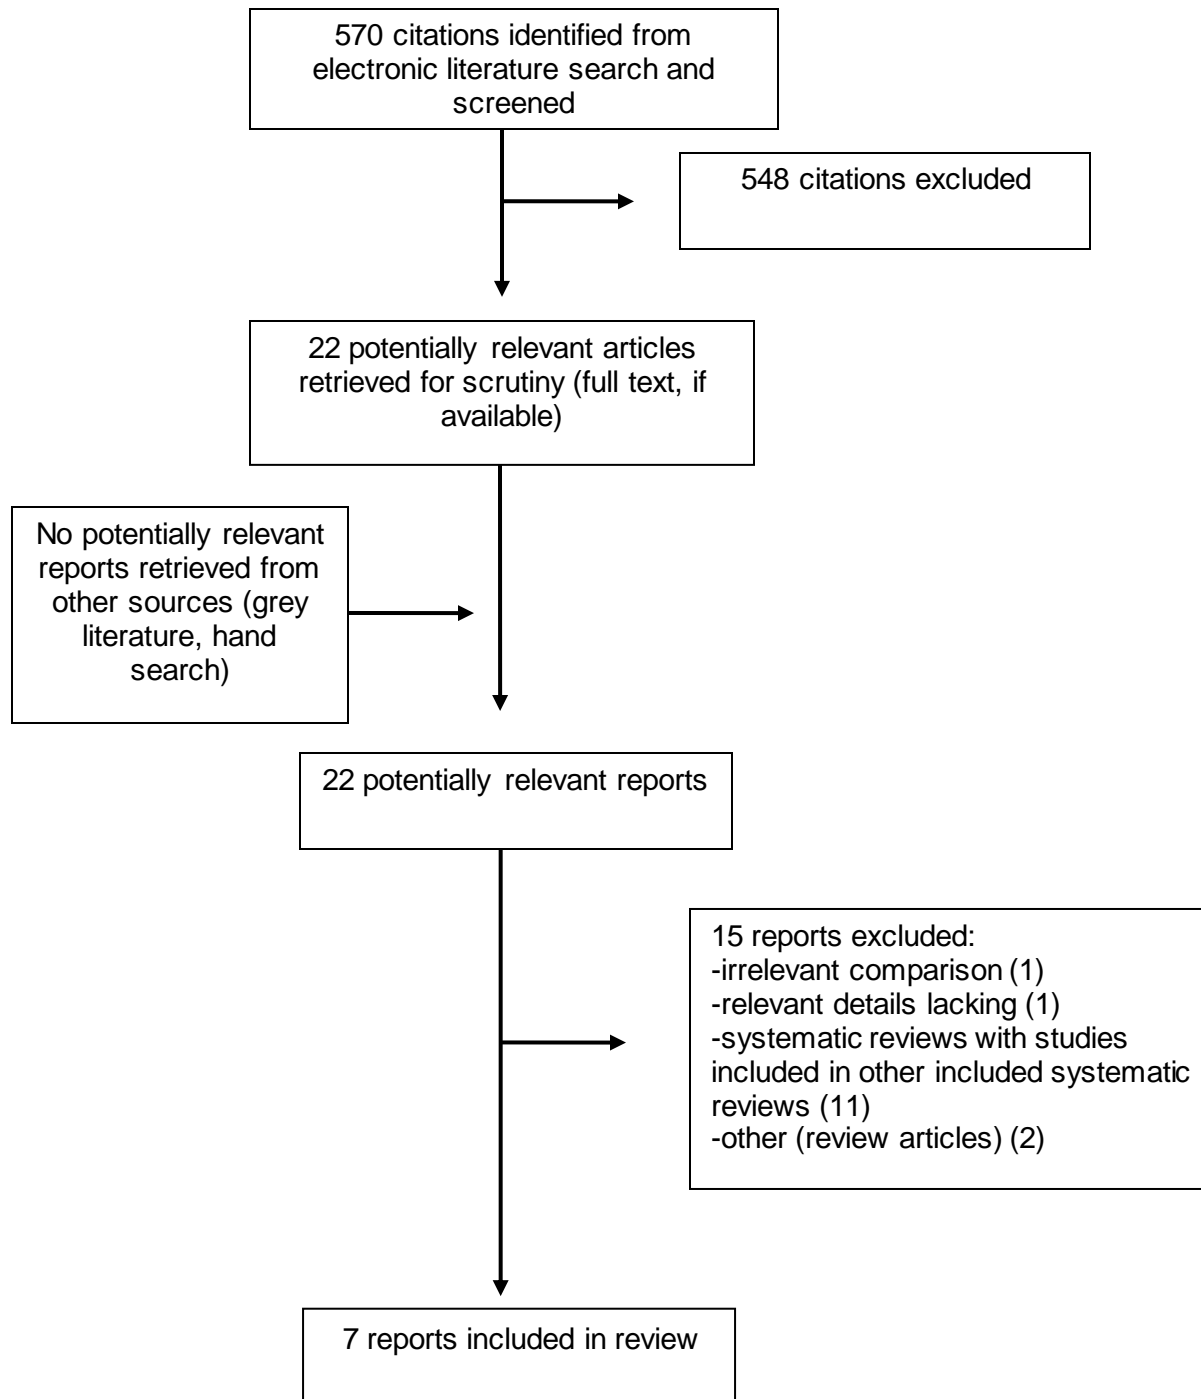 570 citations identified from
electronic literature search and
screened
548 citations excluded
22 potentially relevant articles
retrieved for scrutiny (full text, if
available)
No potentially relevant
reports retrieved from
other sources (grey
literature, hand
search)
22 potentially relevant reports
15 reports excluded:
-irrelevant comparison (1)
-relevant details lacking (1)
-systematic reviews with studies
included in other included systematic
reviews (11)
-other (review articles) (2)
7 reports included in review